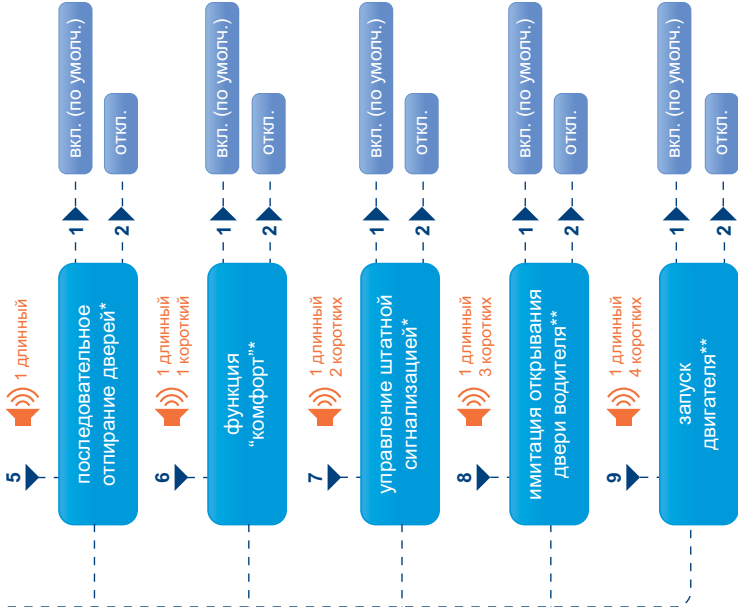 5
1 длинный
последовательное
отпирание дверей*
1
вкл. (по умолч.)
2
откл.
6
1 длинный
1 коротких
функция
“комфорт”*
1
вкл. (по умолч.)
2
откл.
7
1 длинный
2 коротких
управление штатной
сигнализацией*
1
вкл. (по умолч.)
2
откл.
8
1 длинный
3 коротких
имитация открывания
двери водителя**
1
вкл. (по умолч.)
2
откл.
9
1 длинный
4 коротких
запуск
двигателя**
1
вкл. (по умолч.)
2
откл.